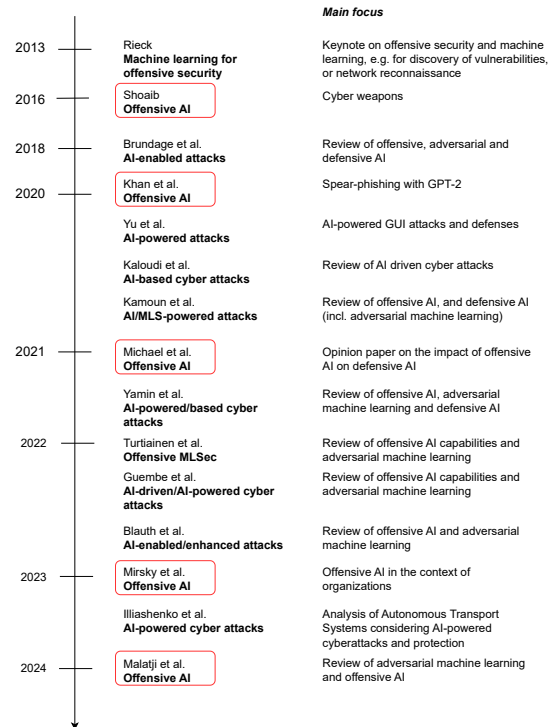 Main focus
2013
Rieck
Machine learning for
offensive security
Keynote on offensive security and machine
learning, e.g. for discovery of vulnerabilities,
or network reconnaissance
2016
Shoaib
Offensive AI
Cyber weapons
2018
Brundage et al.
AI-enabled attacks
Review of offensive, adversarial and
defensive AI
2020
Khan et al.
Offensive AI
Spear-phishing with GPT-2
Yu et al.
AI-powered attacks
AI-powered GUI attacks and defenses
Kaloudi et al.
AI-based cyber attacks
Review of AI driven cyber attacks
Kamoun et al.
AI/MLS-powered attacks
Review of offensive AI, and defensive AI
(incl. adversarial machine learning)
2021
Michael et al.
Offensive AI
Opinion paper on the impact of offensive
AI on defensive AI
Yamin et al.
AI-powered/based cyber
attacks
Review of offensive AI, adversarial
machine learning and defensive AI
2022
Turtiainen et al.
Offensive MLSec
Review of offensive AI capabilities and
adversarial machine learning
Guembe et al.
AI-driven/AI-powered cyber
attacks
Review of offensive AI capabilities and
adversarial machine learning
Blauth et al.
AI-enabled/enhanced attacks
Review of offensive AI and adversarial
machine learning
2023
Mirsky et al.
Offensive AI
Offensive AI in the context of
organizations
Illiashenko et al.
AI-powered cyber attacks
Analysis of Autonomous Transport
Systems considering AI-powered
cyberattacks and protection
2024
Malatji et al.
Offensive AI
Review of adversarial machine learning
and offensive AI